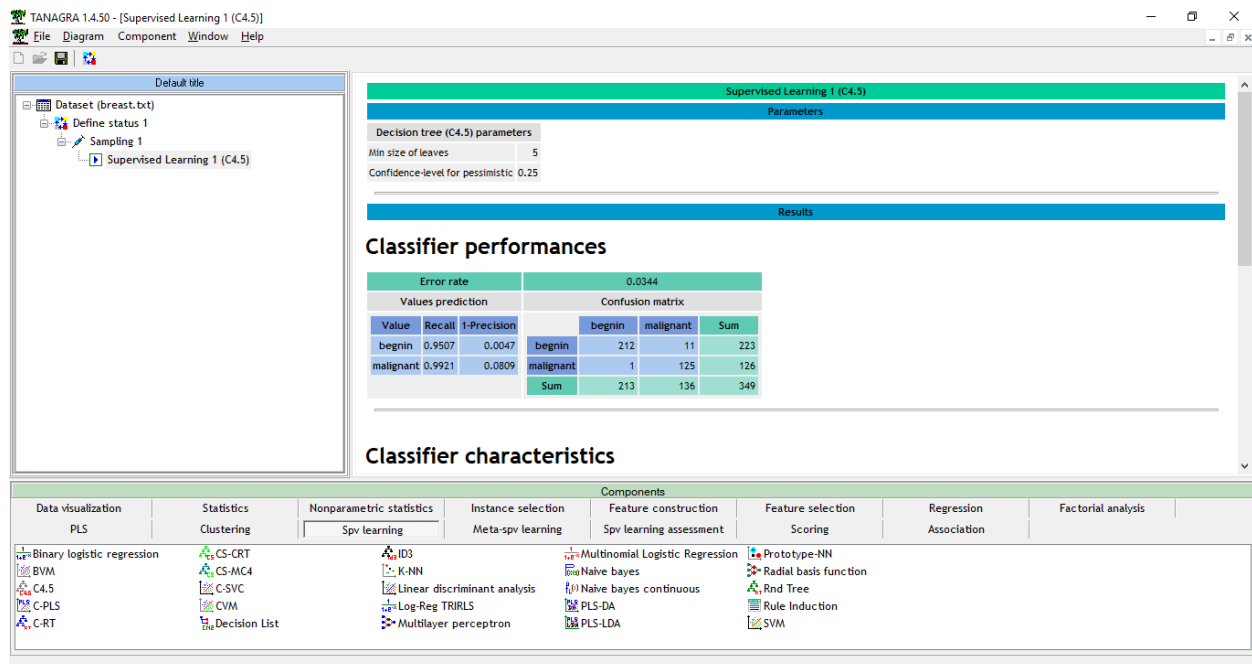 TANAGRA 1.4.50 - [Supervised Learning 1 (C4.5)]
File Diagram Component Window Help
Default title
Dataset (breast.txt)
Define status 1
Sampling 1
Supervised Learning 1 (C4.5)
Supervised Learning 1 (C4.5)
Parameters
Decision tree (C4.5) parameters
Min size of leaves 5
Confidence-level for pessimistic 0.25
Results
Classifier performances
Error rate 0.0344
Values prediction Confusion matrix
Value Recall 1-Precision begnin malignant Sum
begnin 0.9507 0.0047 begnin 212 11 223
malignant 0.9921 0.0809 malignant 1 125 126
Sum 213 136 349
Classifier characteristics
Components
Data visualization Statistics Nonparametric statistics Instance selection Feature construction Feature selection Regression Factorial analysis
PLS Clustering Spv learning Meta-spv learning Spv learning assessment Scoring Association
Binary logistic regression CS-CRT ID3 Multinomial Logistic Regression Prototype-NN
BVM CS-MC4 K-NN Naive bayes Radial basis function
C4.5 C-SVC Linear discriminant analysis Naive bayes continuous Rnd Tree
C-PLS CVM Log-Reg TRIRLS PLS-DA Rule Induction
C-RT Decision List Multilayer perceptron PLS-LDA SVM